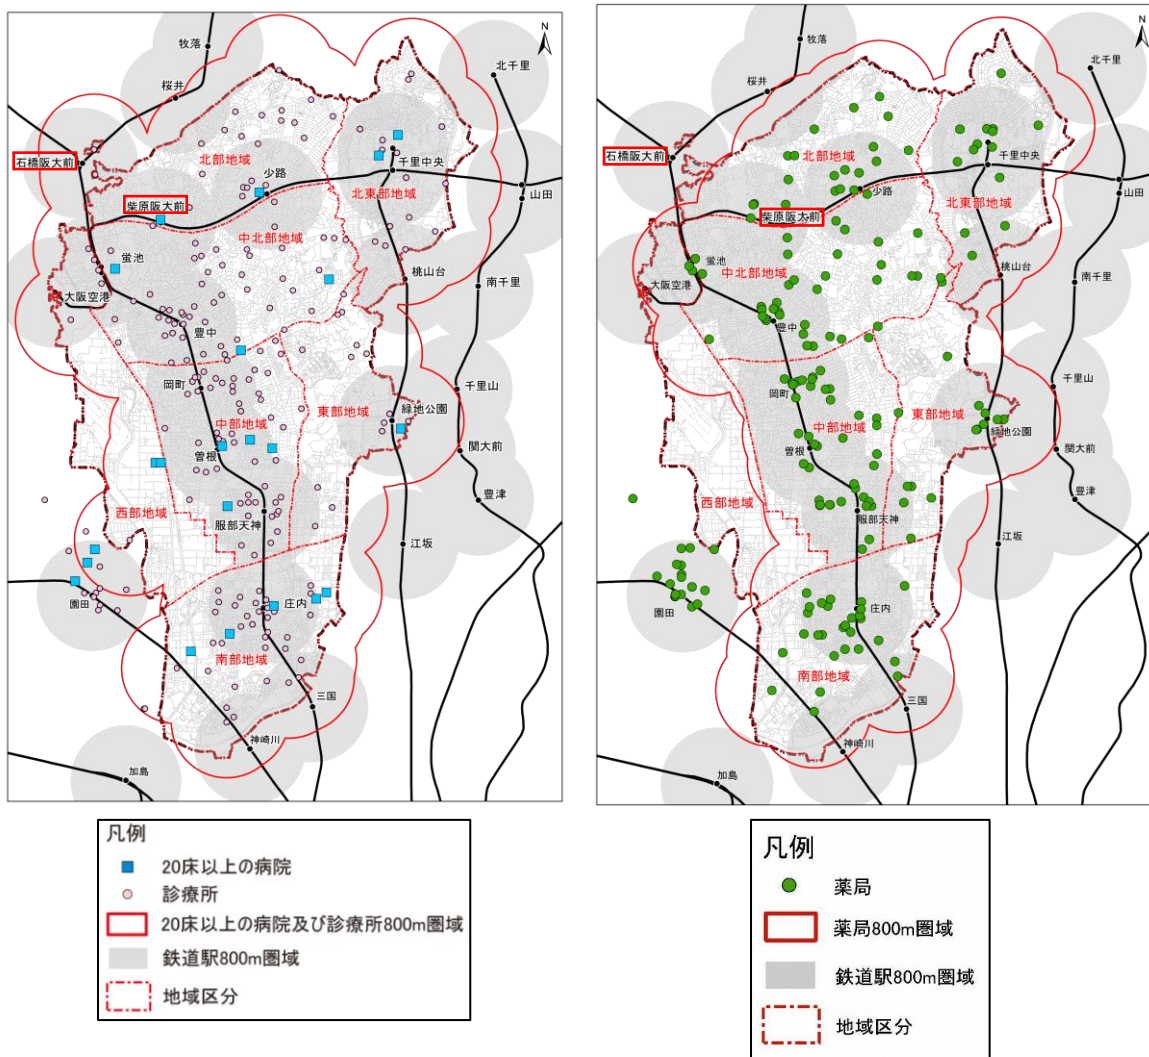 N
牧落
北千里
桜井
石橋阪大前
北部地域
千里中央
少路
山田
柴原阪大前
北東部地域
中北部地域
蛍池
桃山台
南千里
大阪空港
豊中
岡町
千里山
東部地域
緑地公園
中部地域
曽根
関大前
豊津
西部地域
服部天神
江坂
園田
庄内
南部地域
三国
神崎川
加島
凡例
20床以上の病院
診療所
20床以上の病院及び診療所800m圏域
鉄道駅800m圏域
地域区分
N
牧落
北千里
桜井
石橋阪大前
北部地域
千里中央
少路
山田
北東部地域
柴原阪大前
中北部地域
蛍池
桃山台
南千里
大阪空港
豊中
岡町
千里山
東部地域
中部地域
緑地公園
曽根
関大前
豊津
西部地域
服部天神
江坂
園田
庄内
南部地域
三国
神崎川
加島
凡例
薬局
薬局800m圏域
鉄道駅800m圏域
地域区分